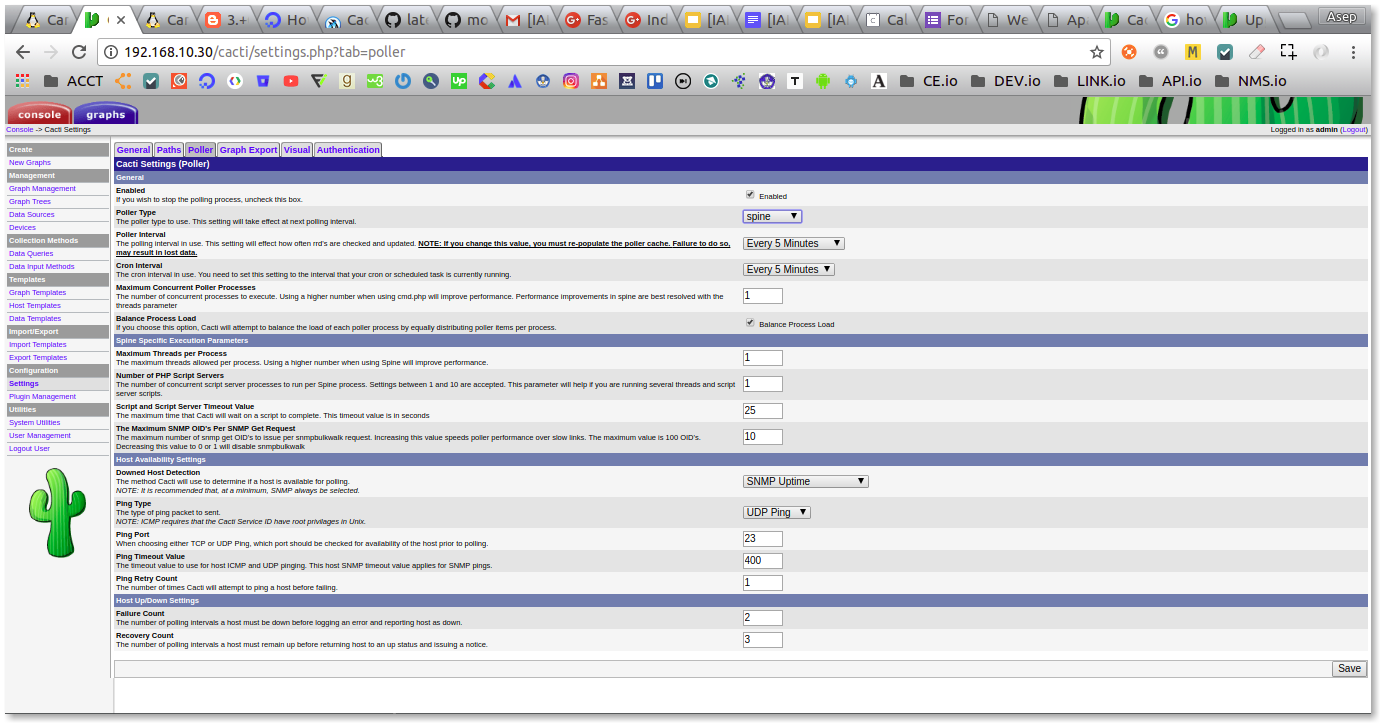 Car
Car
3.+
Ho
Cac
late
mo
[IA
Fas
Ind
[IA
[IA
[IA
Cal
For
We
Ap
Ca
ho
Up
Asep
192.168.10.30/cacti/settings.php?tab=poller
ACCT
CE.io
DEV.io
LINK.io
API.io
NMS.io
console
graphs
Console -> Cacti Settings
Logged in as admin (Logout)
Create
New Graphs
Management
Graph Management
Graph Trees
Data Sources
Devices
Collection Methods
Data Queries
Data Input Methods
Templates
Graph Templates
Host Templates
Data Templates
Import/Export
Import Templates
Export Templates
Configuration
Settings
Plugin Management
Utilities
System Utilities
User Management
Logout User
General Paths Poller Graph Export Visual Authentication
Cacti Settings (Poller)
General
Enabled
If you wish to stop the polling process, uncheck this box.
Enabled
Poller Type
The poller type to use. This setting will take effect at next polling interval.
spine
Poller Interval
The polling interval in use. This setting will effect how often rrd's are checked and updated. NOTE: If you change this value, you must re-populate the poller cache. Failure to do so,
may result in lost data.
Every 5 Minutes
Cron Interval
The cron interval in use. You need to set this setting to the interval that your cron or scheduled task is currently running.
Every 5 Minutes
Maximum Concurrent Poller Processes
The number of concurrent processes to execute. Using a higher number when using cmd.php will improve performance. Performance improvements in spine are best resolved with the
threads parameter
1
Balance Process Load
If you choose this option, Cacti will attempt to balance the load of each poller process by equally distributing poller items per process.
Balance Process Load
Spine Specific Execution Parameters
Maximum Threads per Process
The maximum threads allowed per process. Using a higher number when using Spine will improve performance.
1
Number of PHP Script Servers
The number of concurrent script server processes to run per Spine process. Settings between 1 and 10 are accepted. This parameter will help if you are running several threads and script
server scripts.
1
Script and Script Server Timeout Value
The maximum time that Cacti will wait on a script to complete. This timeout value is in seconds
25
The Maximum SNMP OID's Per SNMP Get Request
The maximum number of snmp get OID's to issue per snmpbulkwalk request. Increasing this value speeds poller performance over slow links. The maximum value is 100 OID's.
Decreasing this value to 0 or 1 will disable snmpbulkwalk
10
Host Availability Settings
Downed Host Detection
The method Cacti will use to determine if a host is available for polling.
NOTE: It is recommended that, at a minimum, SNMP always be selected.
SNMP Uptime
Ping Type
The type of ping packet to sent.
NOTE: ICMP requires that the Cacti Service ID have root privilages in Unix.
UDP Ping
Ping Port
When choosing either TCP or UDP Ping, which port should be checked for availability of the host prior to polling.
23
Ping Timeout Value
The timeout value to use for host ICMP and UDP pinging. This host SNMP timeout value applies for SNMP pings.
400
Ping Retry Count
The number of times Cacti will attempt to ping a host before failing.
1
Host Up/Down Settings
Failure Count
The number of polling intervals a host must be down before logging an error and reporting host as down.
2
Recovery Count
The number of polling intervals a host must remain up before returning host to an up status and issuing a notice.
3
Save